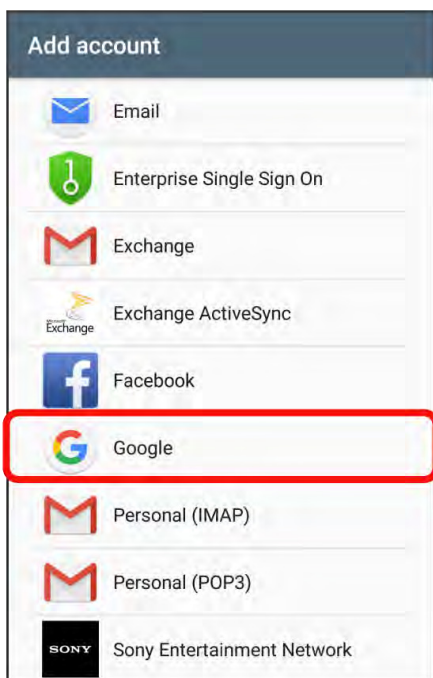 Add account
Email
Enterprise Single Sign On
Exchange
Exchange
Exchange ActiveSync
Facebook
Google
Personal (IMAP)
Personal (POP3)
SONY
Sony Entertainment Network